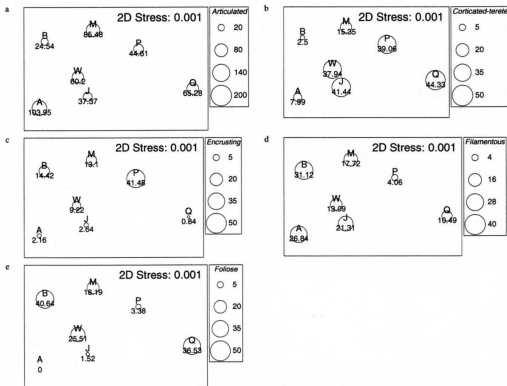 a
2D Stress: 0.001
B
24.54
M
86.48
P
44.61
W
60.2
J
37.37
Q
65.28
A
103.95
Articulated
20
80
140
200
b
2D Stress: 0.001
B
2.5
M
15.35
P
39.06
W
37.94
J
41.44
Q
44.33
A
7.99
Corticated-terete
5
20
35
50
c
2D Stress: 0.001
B
14.42
M
13.1
P
41.48
W
9.22
J
2.64
Q
0.84
A
2.16
Encrusting
5
20
35
50
d
2D Stress: 0.001
B
31.12
M
17.72
P
4.06
W
13.09
J
21.31
Q
10.49
A
26.84
Filamentous
4
16
28
40
e
2D Stress: 0.001
B
40.64
M
18.19
P
3.38
W
25.51
J
1.52
Q
36.53
A
0
Foliose
5
20
35
50